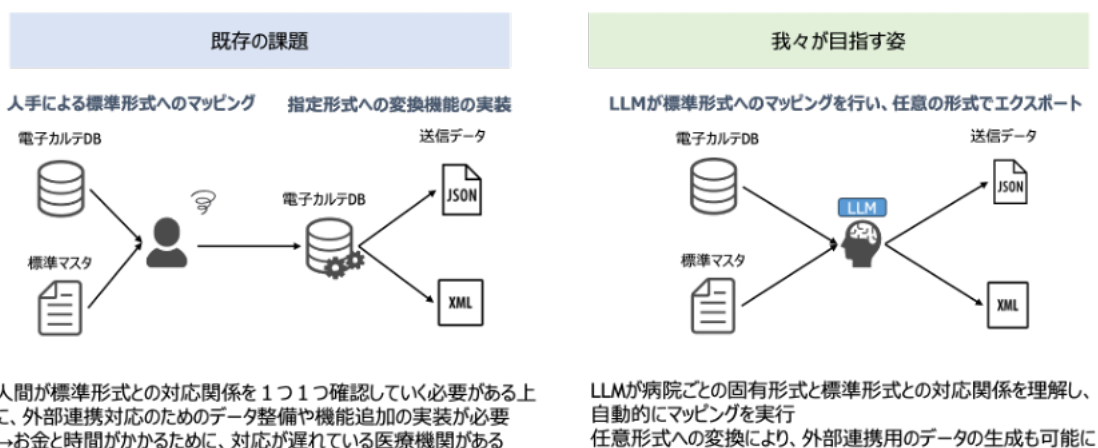 既存の課題
人手による標準形式へのマッピング
指定形式への変換機能の実装
電子カルテDB
標準マスタ
電子カルテDB
送信データ
JSON
XML
人間が標準形式との対応関係を１つ１つ確認していく必要がある上
に、外部連携対応のためのデータ整備や機能追加の実装が必要
→お金と時間がかかるために、対応が遅れている医療機関がある
我々が目指す姿
LLMが標準形式へのマッピングを行い、任意の形式でエクスポート
電子カルテDB
標準マスタ
LLM
送信データ
JSON
XML
LLMが病院ごとの固有形式と標準形式との対応関係を理解し、
自動的にマッピングを実行
任意形式への変換により、外部連携用のデータの生成も可能に